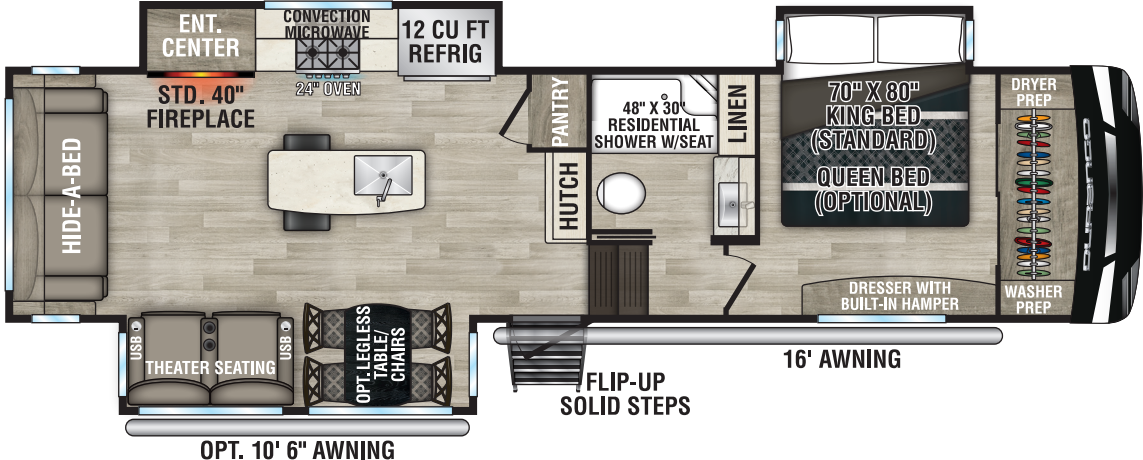 ENT.
CENTER
CONVECTION
MICROWAVE
12 CU FT
REFRIG
24" OVEN
STD. 40"
FIREPLACE
HIDE-A-BED
PANTRY
HUTCH
48" X 30"
RESIDENTIAL
SHOWER W/SEAT
LINEN
70" X 80"
KING BED
(STANDARD)
QUEEN BED
(OPTIONAL)
DRYER
PREP
DURANGO
DRESSER WITH
BUILT-IN HAMPER
WASHER
PREP
USB
THEATER SEATING
USB
OPT. LEGLESS
TABLE/
CHAIRS
16' AWNING
FLIP-UP
SOLID STEPS
OPT. 10' 6" AWNING